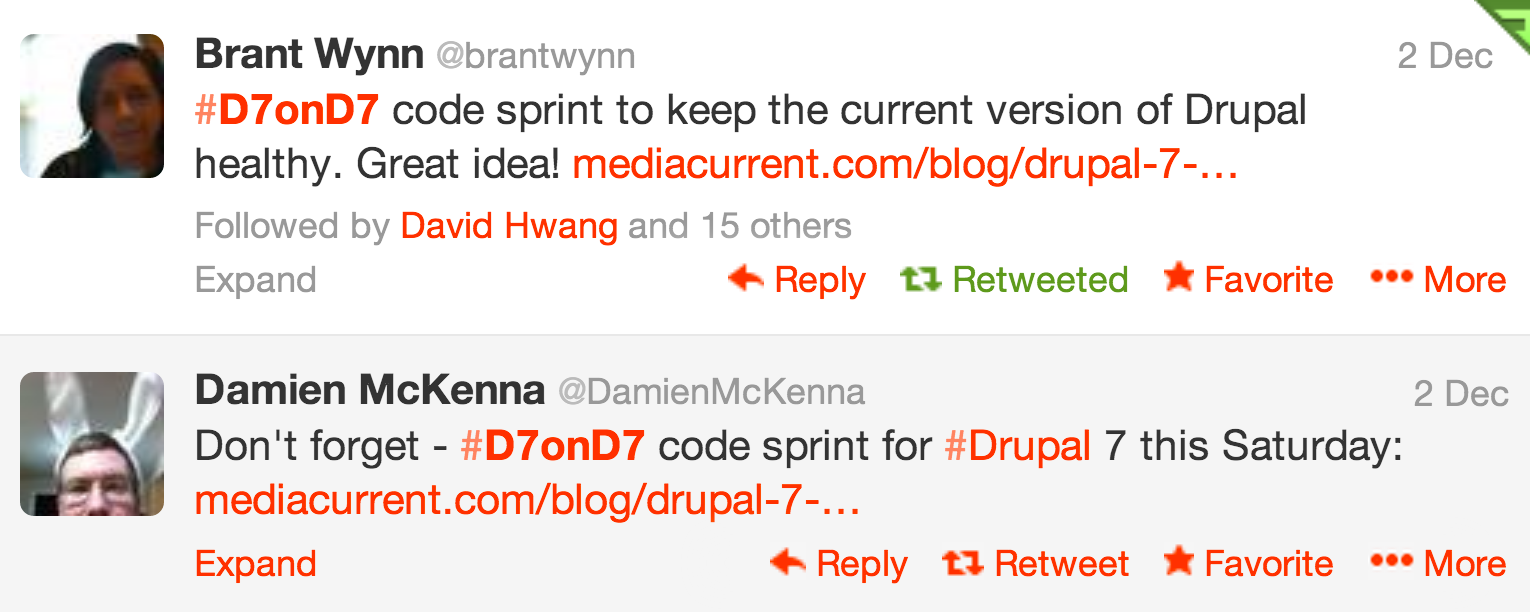 Brant Wynn @brantwynn 2 Dec
#D7onD7 code sprint to keep the current version of Drupal
healthy. Great idea! mediacurrent.com/blog/drupal-7-…
Followed by David Hwang and 15 others
Expand Reply Retweeted Favorite More
Damien McKenna @DamienMcKenna 2 Dec
Don't forget - #D7onD7 code sprint for #Drupal 7 this Saturday:
mediacurrent.com/blog/drupal-7-…
Expand Reply Retweet Favorite More